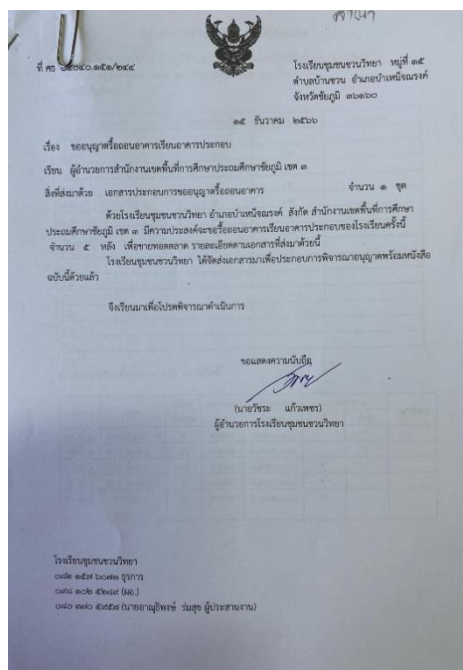 สำเนา
ที่ ศธ ๐๔๐๔๐.๑๕๑/๒๔๔
โรงเรียนชุมชนชวนวิทยา หมู่ที่ ๑๕
ตำบลบ้านชวน อำเภอบำเหน็จณรงค์
จังหวัดชัยภูมิ ๓๖๑๖๐
๑๕ ธันวาคม ๒๕๖๖
เรื่อง ขออนุญาตรื้อถอนอาคารเรียนอาคารประกอบ
เรียน ผู้อำนวยการสำนักงานเขตพื้นที่การศึกษาประถมศึกษาชัยภูมิ เขต ๓
สิ่งที่ส่งมาด้วย เอกสารประกอบการขออนุญาตรื้อถอนอาคาร จำนวน ๑ ชุด
ด้วยโรงเรียนชุมชนชวนวิทยา อำเภอบำเหน็จณรงค์ สังกัด สำนักงานเขตพื้นที่การศึกษา
ประถมศึกษาชัยภูมิ เขต ๓ มีความประสงค์จะขอรื้อถอนอาคารเรียนอาคารประกอบของโรงเรียนครั้งนี้
จำนวน ๕ หลัง เพื่อขายทอดตลาด รายละเอียดตามเอกสารที่ส่งมาด้วยนี้
โรงเรียนชุมชนชวนวิทยา ได้จัดส่งเอกสารมาเพื่อประกอบการพิจารณาอนุญาตพร้อมหนังสือ
ฉบับนี้ด้วยแล้ว
จึงเรียนมาเพื่อโปรดพิจารณาดำเนินการ
ขอแสดงความนับถือ
(นายวัชระ แก้วเพชร)
ผู้อำนวยการโรงเรียนชุมชนชวนวิทยา
โรงเรียนชุมชนชวนวิทยา
ธุรการ
(ผอ.)
(นายอาณุธิพงษ์ ร่มสุข ผู้ประสานงาน)